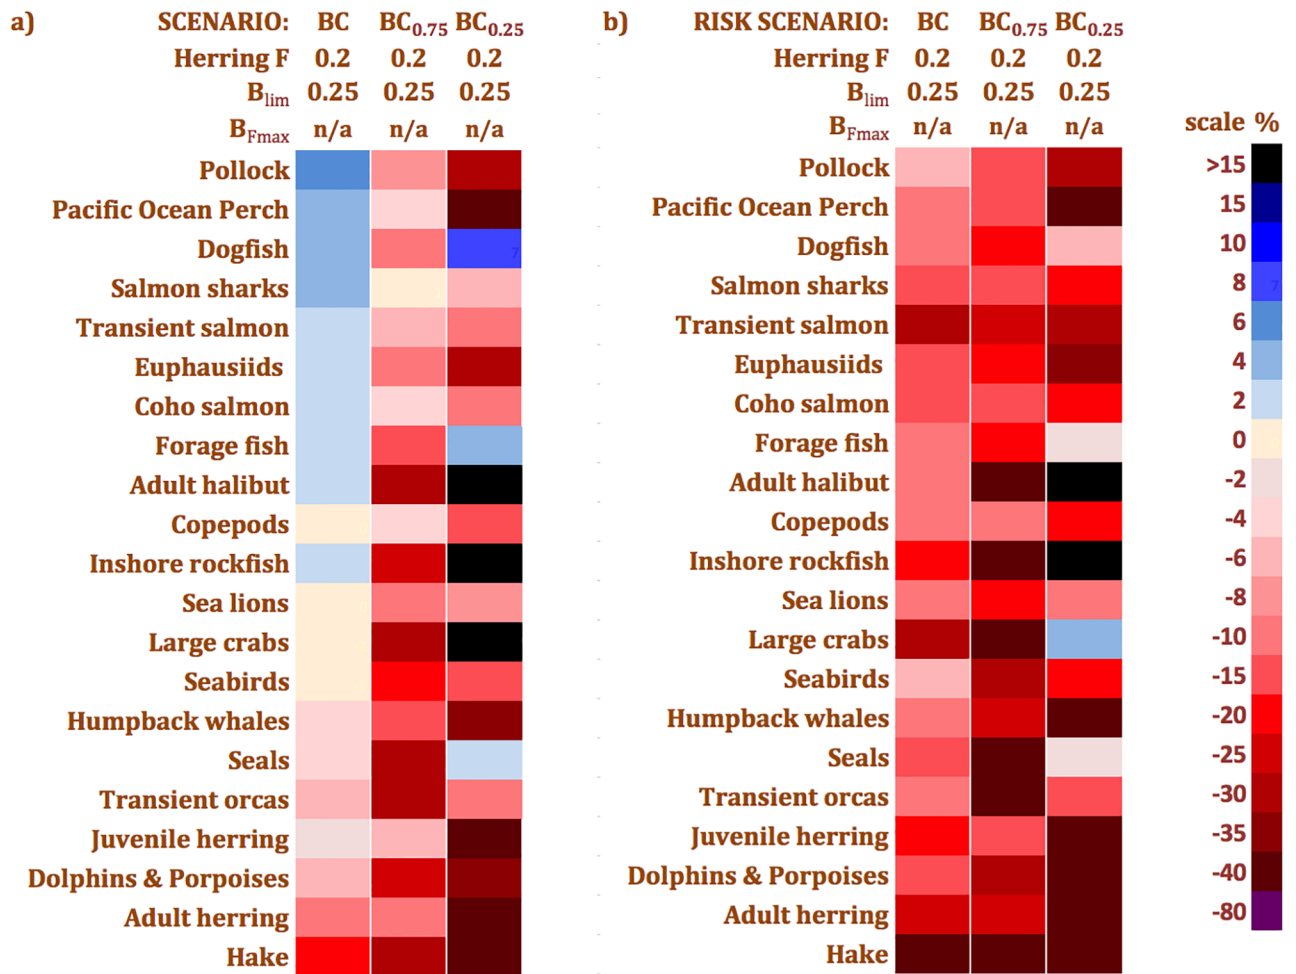 a) SCENARIO: BC BC0.75 BC0.25
Herring F 0.2 0.2 0.2
Blim 0.25 0.25 0.25
BFmax n/a n/a n/a
Pollock
Pacific Ocean Perch
Dogfish 7
Salmon sharks
Transient salmon
Euphausiids
Coho salmon
Forage fish
Adult halibut
Copepods
Inshore rockfish
Sea lions
Large crabs
Seabirds
Humpback whales
Seals
Transient orcas
Juvenile herring
Dolphins & Porpoises
Adult herring
Hake
b) RISK SCENARIO: BC BC0.75 BC0.25
Herring F 0.2 0.2 0.2
Blim 0.25 0.25 0.25
BFmax n/a n/a n/a
Pollock
Pacific Ocean Perch
Dogfish
Salmon sharks
Transient salmon
Euphausiids
Coho salmon
Forage fish
Adult halibut
Copepods
Inshore rockfish
Sea lions
Large crabs
Seabirds
Humpback whales
Seals
Transient orcas
Juvenile herring
Dolphins & Porpoises
Adult herring
Hake
scale %
>15
15
10
8 7
6
4
2
0
-2
-4
-6
-8
-10
-15
-20
-25
-30
-35
-40
-80